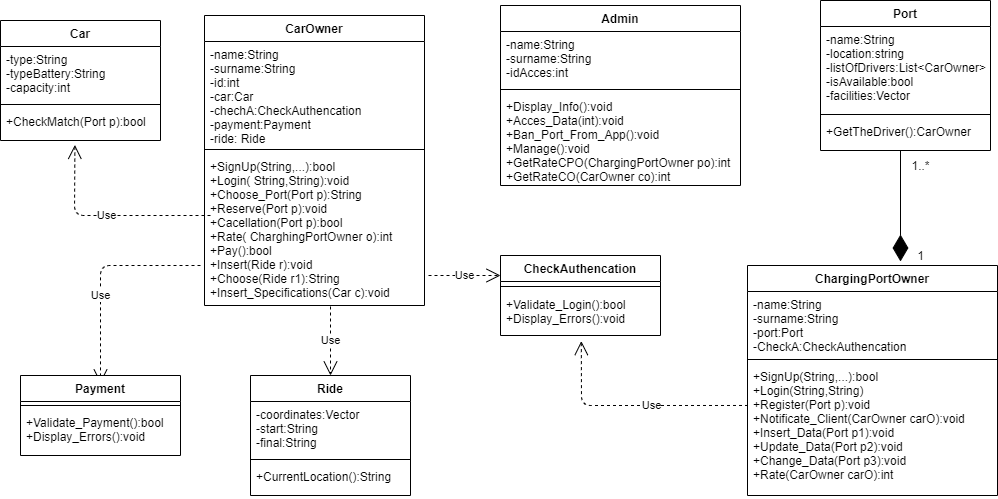 Car
-type:String
-typeBattery:String
-capacity:int
+CheckMatch(Port p):bool
CarOwner
-name:String
-surname:String
-id:int
-car:Car
-chechA:CheckAuthencation
-payment:Payment
-ride: Ride
+SignUp(String,...):bool
+Login( String,String):void
+Choose_Port(Port p):String
+Reserve(Port p):void
+Cacellation(Port p):bool
+Rate( CharghingPortOwner o):int
+Pay():bool
+Insert(Ride r):void
+Choose(Ride r1):String
+Insert_Specifications(Car c):void
Admin
-name:String
-surname:String
-idAcces:int
+Display_Info():void
+Acces_Data(int):void
+Ban_Port_From_App():void
+Manage():void
+GetRateCPO(ChargingPortOwner po):int
+GetRateCO(CarOwner co):int
Port
-name:String
-location:string
-listOfDrivers:List<CarOwner>
-isAvailable:bool
-facilities:Vector
+GetTheDriver():CarOwner
1..*
1
Use
Use
Use
Use
Use
CheckAuthencation
+Validate_Login():bool
+Display_Errors():void
ChargingPortOwner
-name:String
-surname:String
-port:Port
-CheckA:CheckAuthencation
+SignUp(String,...):bool
+Login(String,String)
+Register(Port p):void
+Notificate_Client(CarOwner carO):void
+Insert_Data(Port p1):void
+Update_Data(Port p2):void
+Change_Data(Port p3):void
+Rate(CarOwner carO):int
Payment
+Validate_Payment():bool
+Display_Errors():void
Ride
-coordinates:Vector
-start:String
-final:String
+CurrentLocation():String